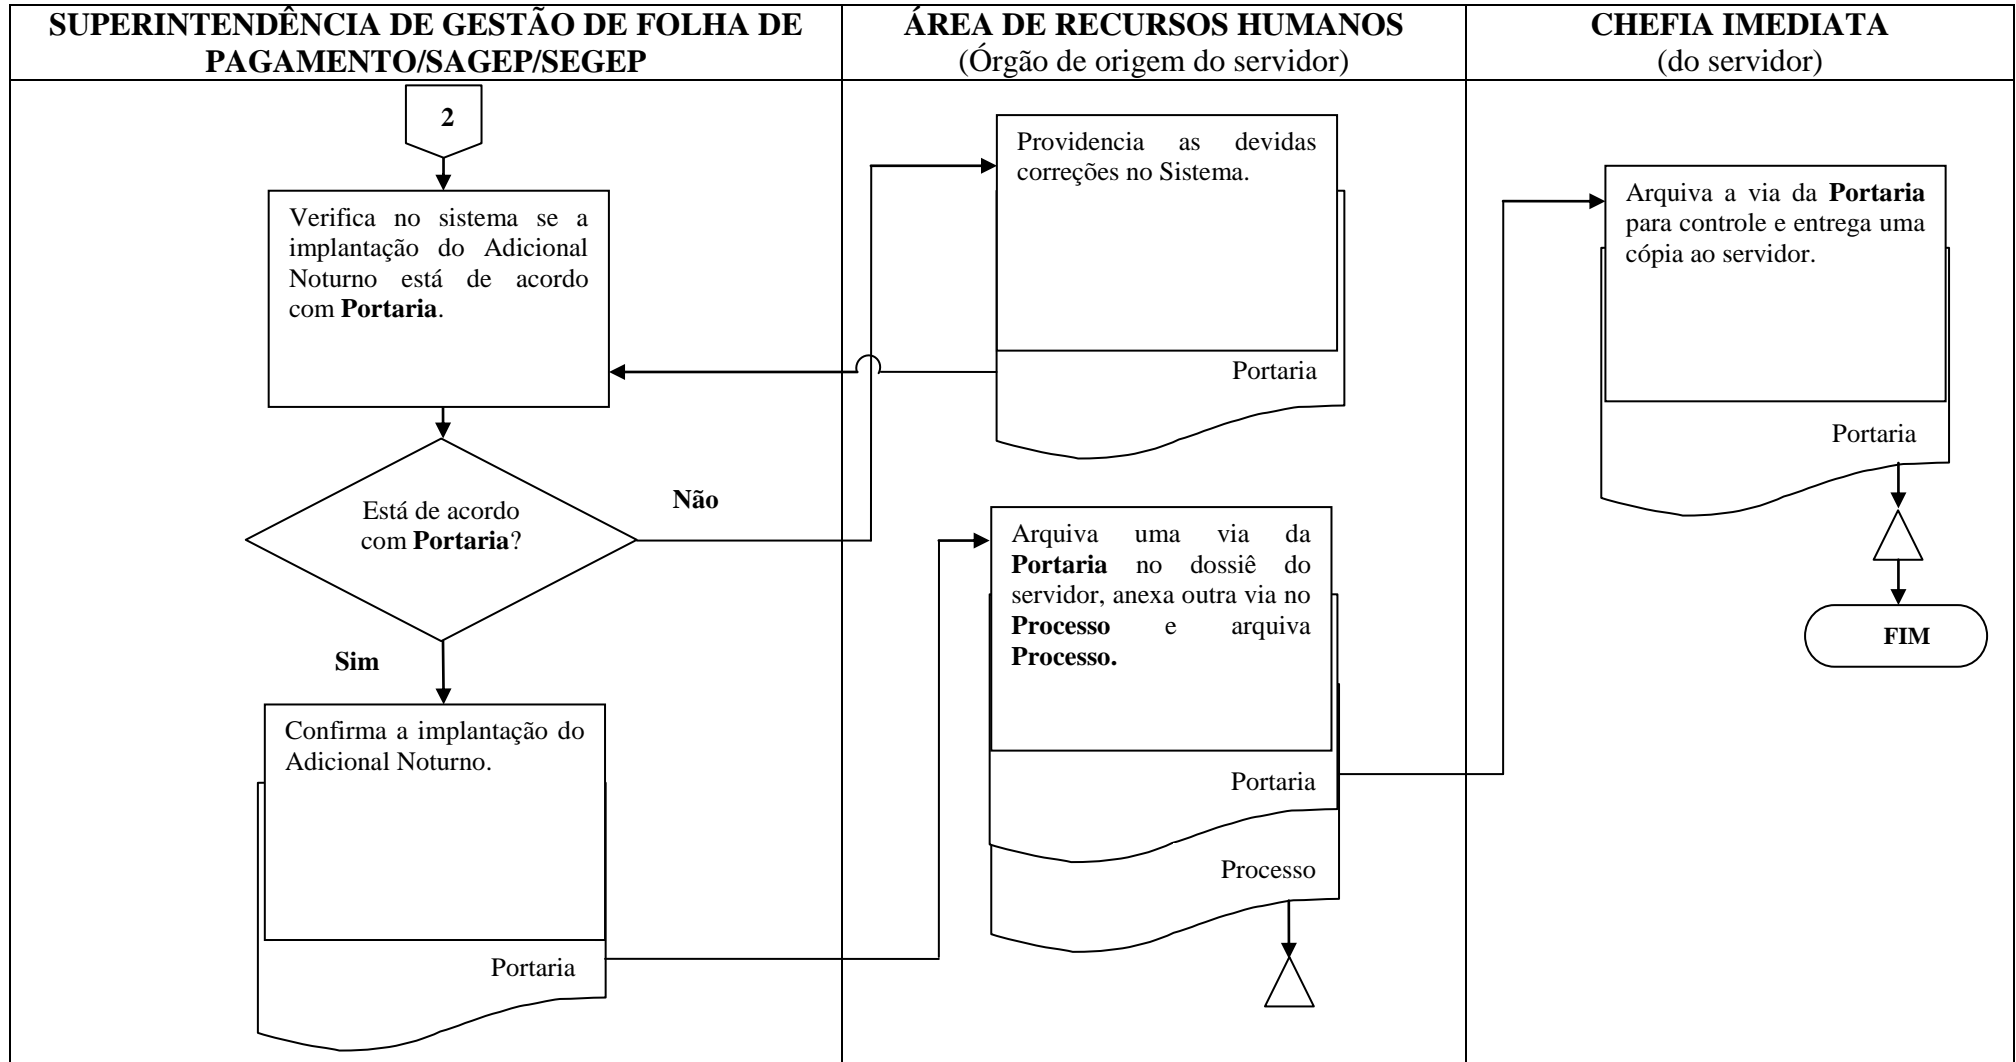 SUPERINTENDÊNCIA DE GESTÃO DE FOLHA DE
PAGAMENTO/SAGEP/SEGEP
ÁREA DE RECURSOS HUMANOS
(Órgão de origem do servidor)
CHEFIA IMEDIATA
(do servidor)
2
Verifica no sistema se a
implantação do Adicional
Noturno está de acordo
com Portaria.
Está de acordo
com Portaria?
Não
Sim
Confirma a implantação do
Adicional Noturno.
Portaria
Providencia as devidas
correções no Sistema.
Portaria
Arquiva uma via da
Portaria no dossiê do
servidor, anexa outra via no
Processo e arquiva
Processo.
Portaria
Processo
Arquiva a via da Portaria
para controle e entrega uma
cópia ao servidor.
Portaria
FIM